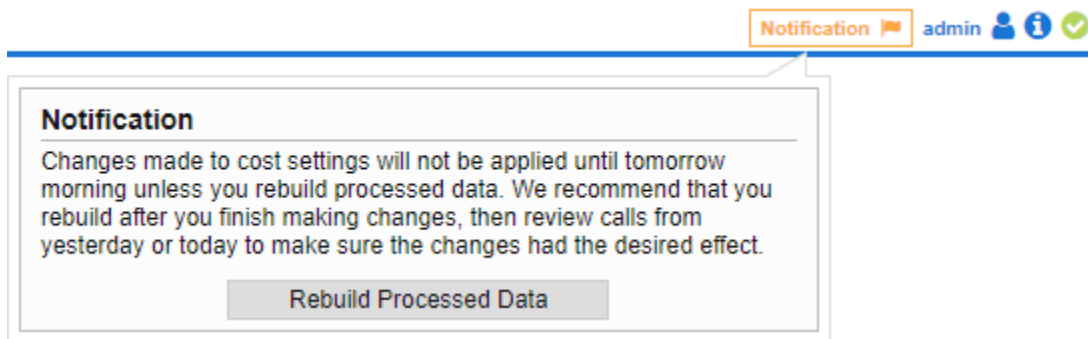 Notification admin
Notification
Changes made to cost settings will not be applied until tomorrow
morning unless you rebuild processed data. We recommend that you
rebuild after you finish making changes, then review calls from
yesterday or today to make sure the changes had the desired effect.
Rebuild Processed Data